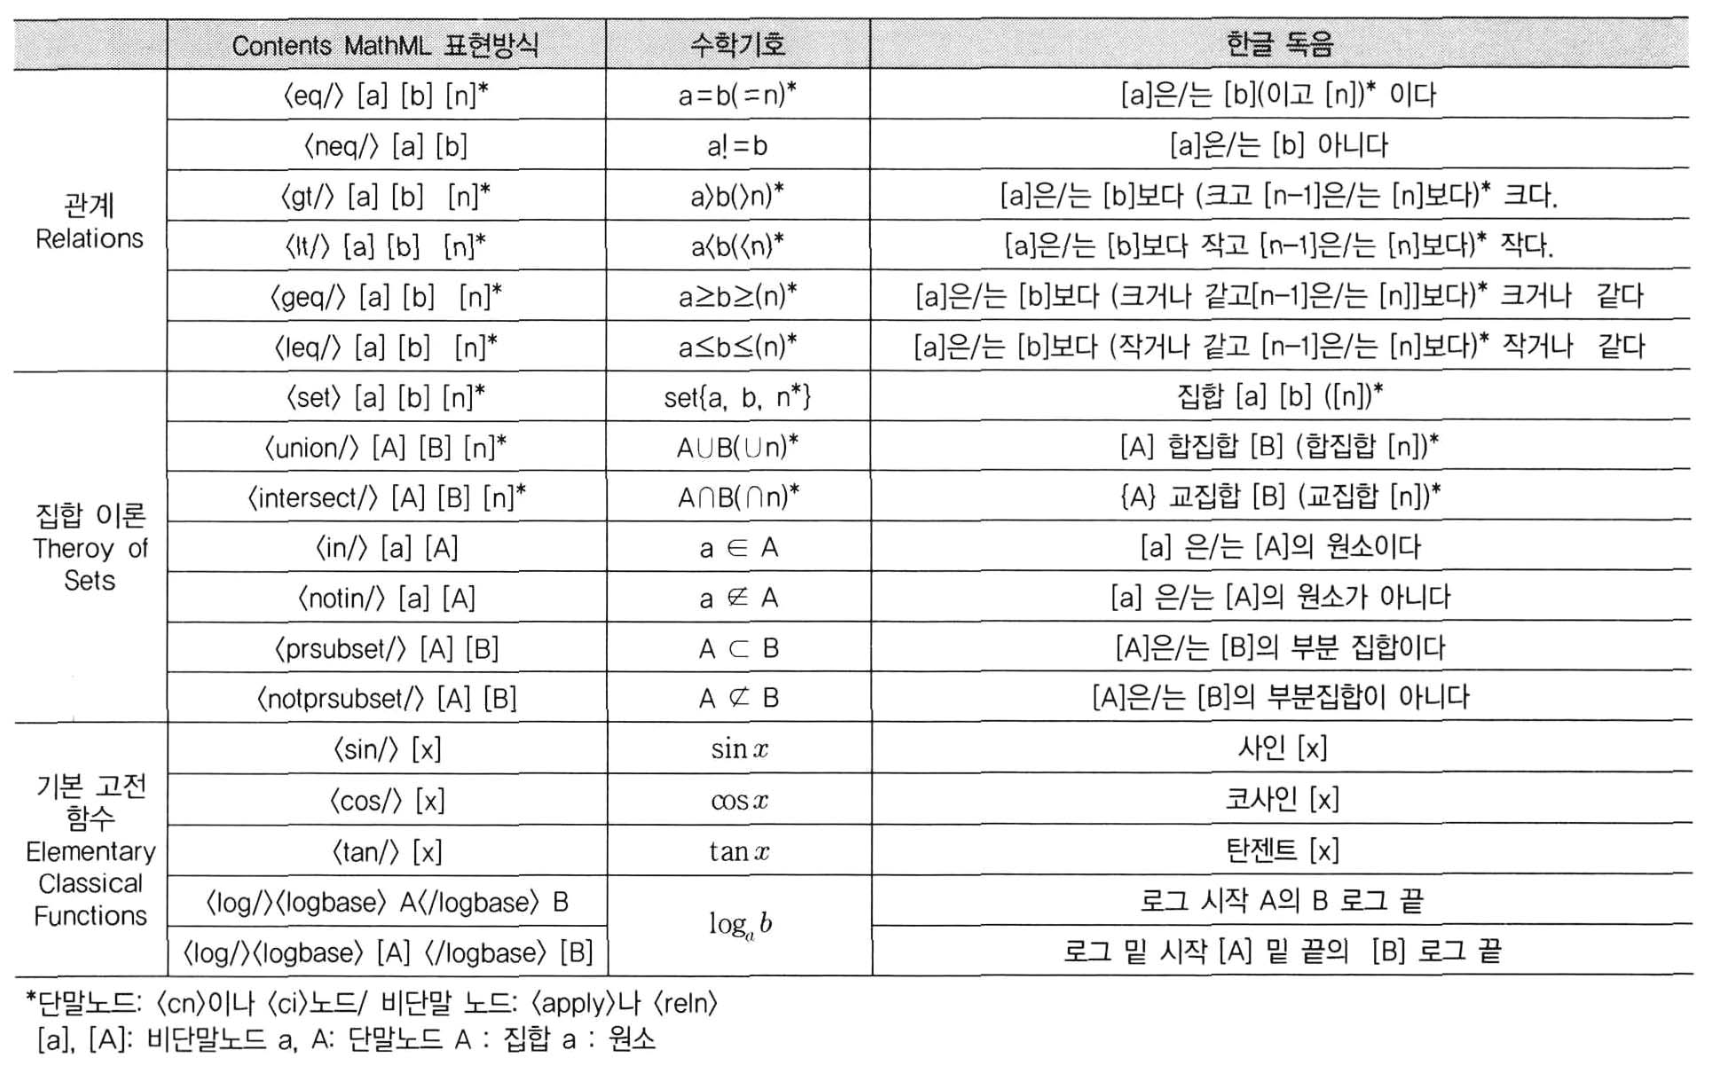 Contents MathML 표현방식 수학기호 한글 독음
관계
Relations
〈eq/〉 [a] [b] [n]* a=b(=n)* [a]은/는 [b](이고 [n])* 이다
〈neq/〉 [a] [b] a!=b [a]은/는 [b] 아니다
〈gt/〉 [a] [b] [n]* a〉b(〉n)* [a]은/는 [b]보다 (크고 [n-1]은/는 [n]보다)* 크다.
〈lt/〉 [a] [b] [n]* a〈b(〈n)* [a]은/는 [b]보다 작고 [n-1]은/는 [n]보다)* 작다.
〈geq/〉 [a] [b] [n]* a≥b≥(n)* [a]은/는 [b]보다 (크거나 같고[n-1]은/는 [n]]보다)* 크거나 같다
〈leq/〉 [a] [b] [n]* a≤b≤(n)* [a]은/는 [b]보다 (작거나 같고 [n-1]은/는 [n]보다)* 작거나 같다
집합 이론
Theroy of
Sets
〈set〉 [a] [b] [n]* set{a, b, n*} 집합 [a] [b] ([n])*
〈union/〉 [A] [B] [n]* A∪B(∪n)* [A] 합집합 [B] (합집합 [n])*
〈intersect/〉 [A] [B] [n]* A∩B(∩n)* {A} 교집합 [B] (교집합 [n])*
〈in/〉 [a] [A] a ∈ A [a] 은/는 [A]의 원소이다
〈notin/〉 [a] [A] a ∉ A [a] 은/는 [A]의 원소가 아니다
〈prsubset/〉 [A] [B] A ⊂ B [A]은/는 [B]의 부분 집합이다
〈notprsubset/〉 [A] [B] A ⊄ B [A]은/는 [B]의 부분집합이 아니다
기본 고전
함수
Elementary
Classical
Functions
〈sin/〉 [x] sin x 사인 [x]
〈cos/〉 [x] cos x 코사인 [x]
〈tan/〉 [x] tan x 탄젠트 [x]
〈log/〉〈logbase〉 A〈/logbase〉 B log_a b 로그 시작 A의 B 로그 끝
〈log/〉〈logbase〉 [A] 〈/logbase〉 [B] 로그 밑 시작 [A] 밑 끝의 [B] 로그 끝
*단말노드: 〈cn〉이나 〈ci〉노드/ 비단말 노드: 〈apply〉나 〈reln〉
[a], [A]: 비단말노드 a, A: 단말노드 A : 집합 a : 원소